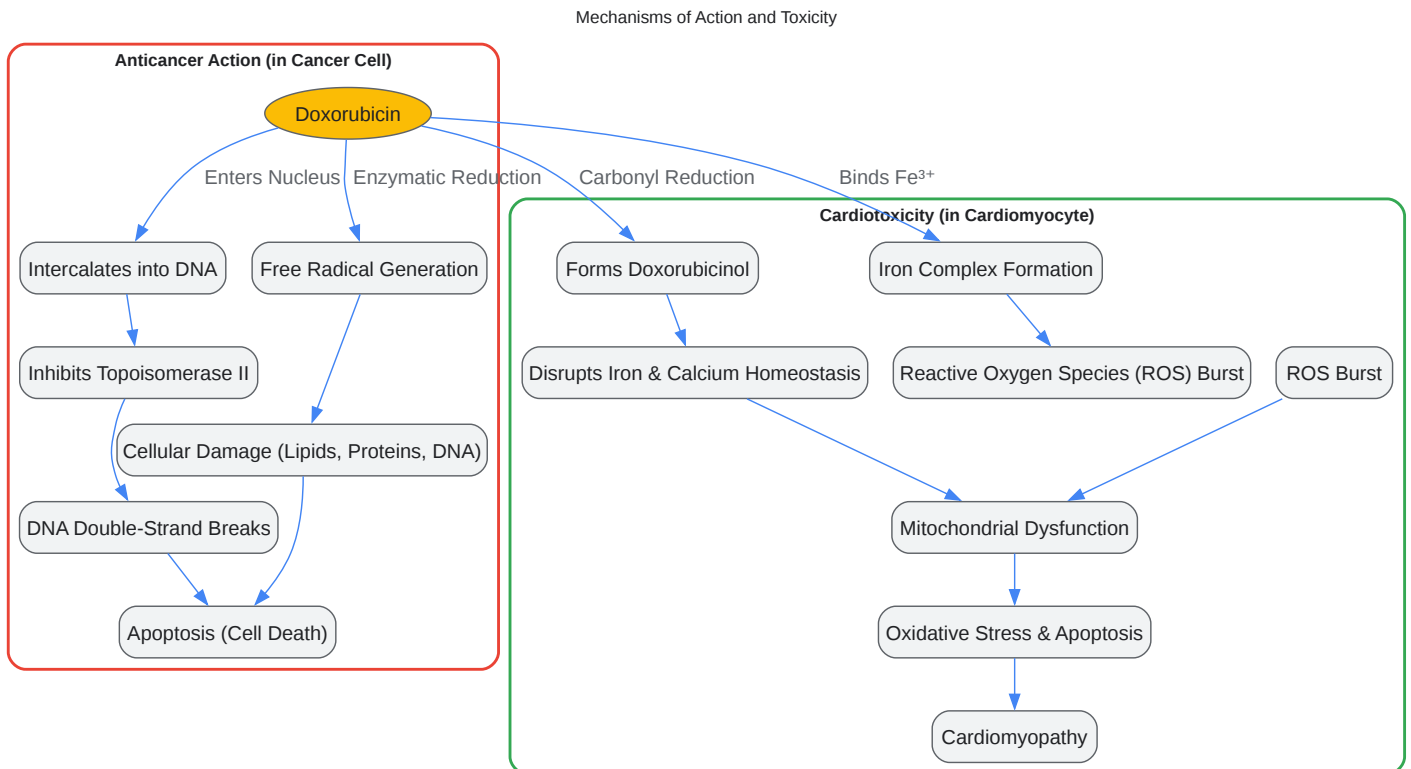 Mechanisms of Action and Toxicity
Anticancer Action (in Cancer Cell)
Doxorubicin
Enters Nucleus
Enzymatic Reduction
Carbonyl Reduction
Binds Fe³⁺
Cardiotoxicity (in Cardiomyocyte)
Intercalates into DNA
Free Radical Generation
Forms Doxorubicinol
Iron Complex Formation
Inhibits Topoisomerase II
Disrupts Iron & Calcium Homeostasis
Reactive Oxygen Species (ROS) Burst
ROS Burst
Cellular Damage (Lipids, Proteins, DNA)
DNA Double-Strand Breaks
Mitochondrial Dysfunction
Apoptosis (Cell Death)
Oxidative Stress & Apoptosis
Cardiomyopathy